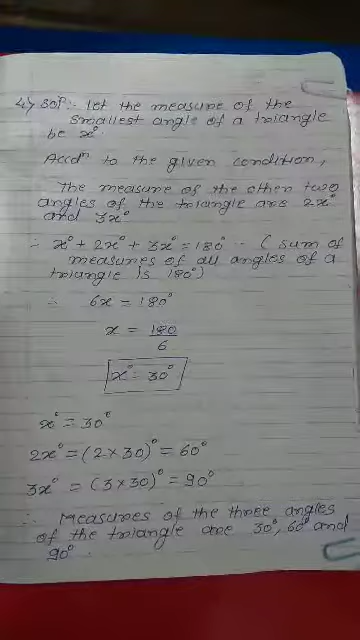 4) Solⁿ:- Let the measure of the
smallest angle of a triangle
be x°.
Accdⁿ to the given condition,
The measure of the other two
angles of the triangle are 2x°
and 3x°
∴ x° + 2x° + 3x° = 180° - (sum of
measures of all angles of a
triangle is 180°)
∴ 6x = 180°
x = 180/6
x° = 30°
x° = 30°
2x° = (2×30)° = 60°
3x° = (3×30)° = 90°
∴ Measures of the three angles
of the triangle are 30°, 60° and
90°.